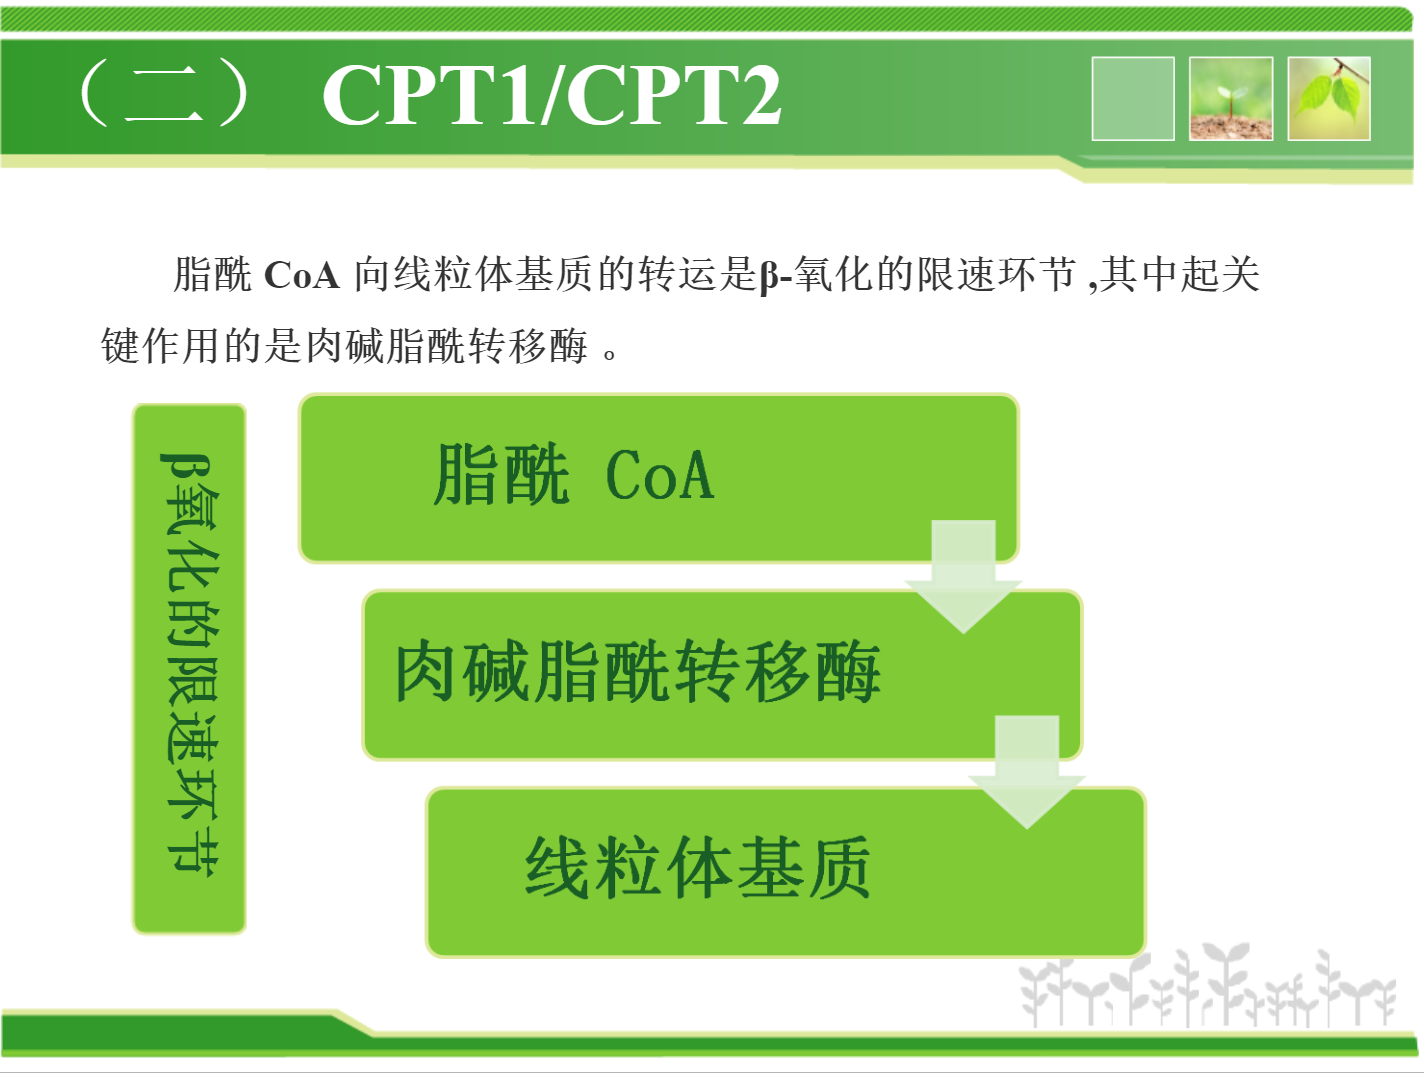 （二） CPT1/CPT2
脂酰 CoA 向线粒体基质的转运是β-氧化的限速环节 ,其中起关
键作用的是肉碱脂酰转移酶 。
β氧化的限速环节
脂酰 CoA
肉碱脂酰转移酶
线粒体基质